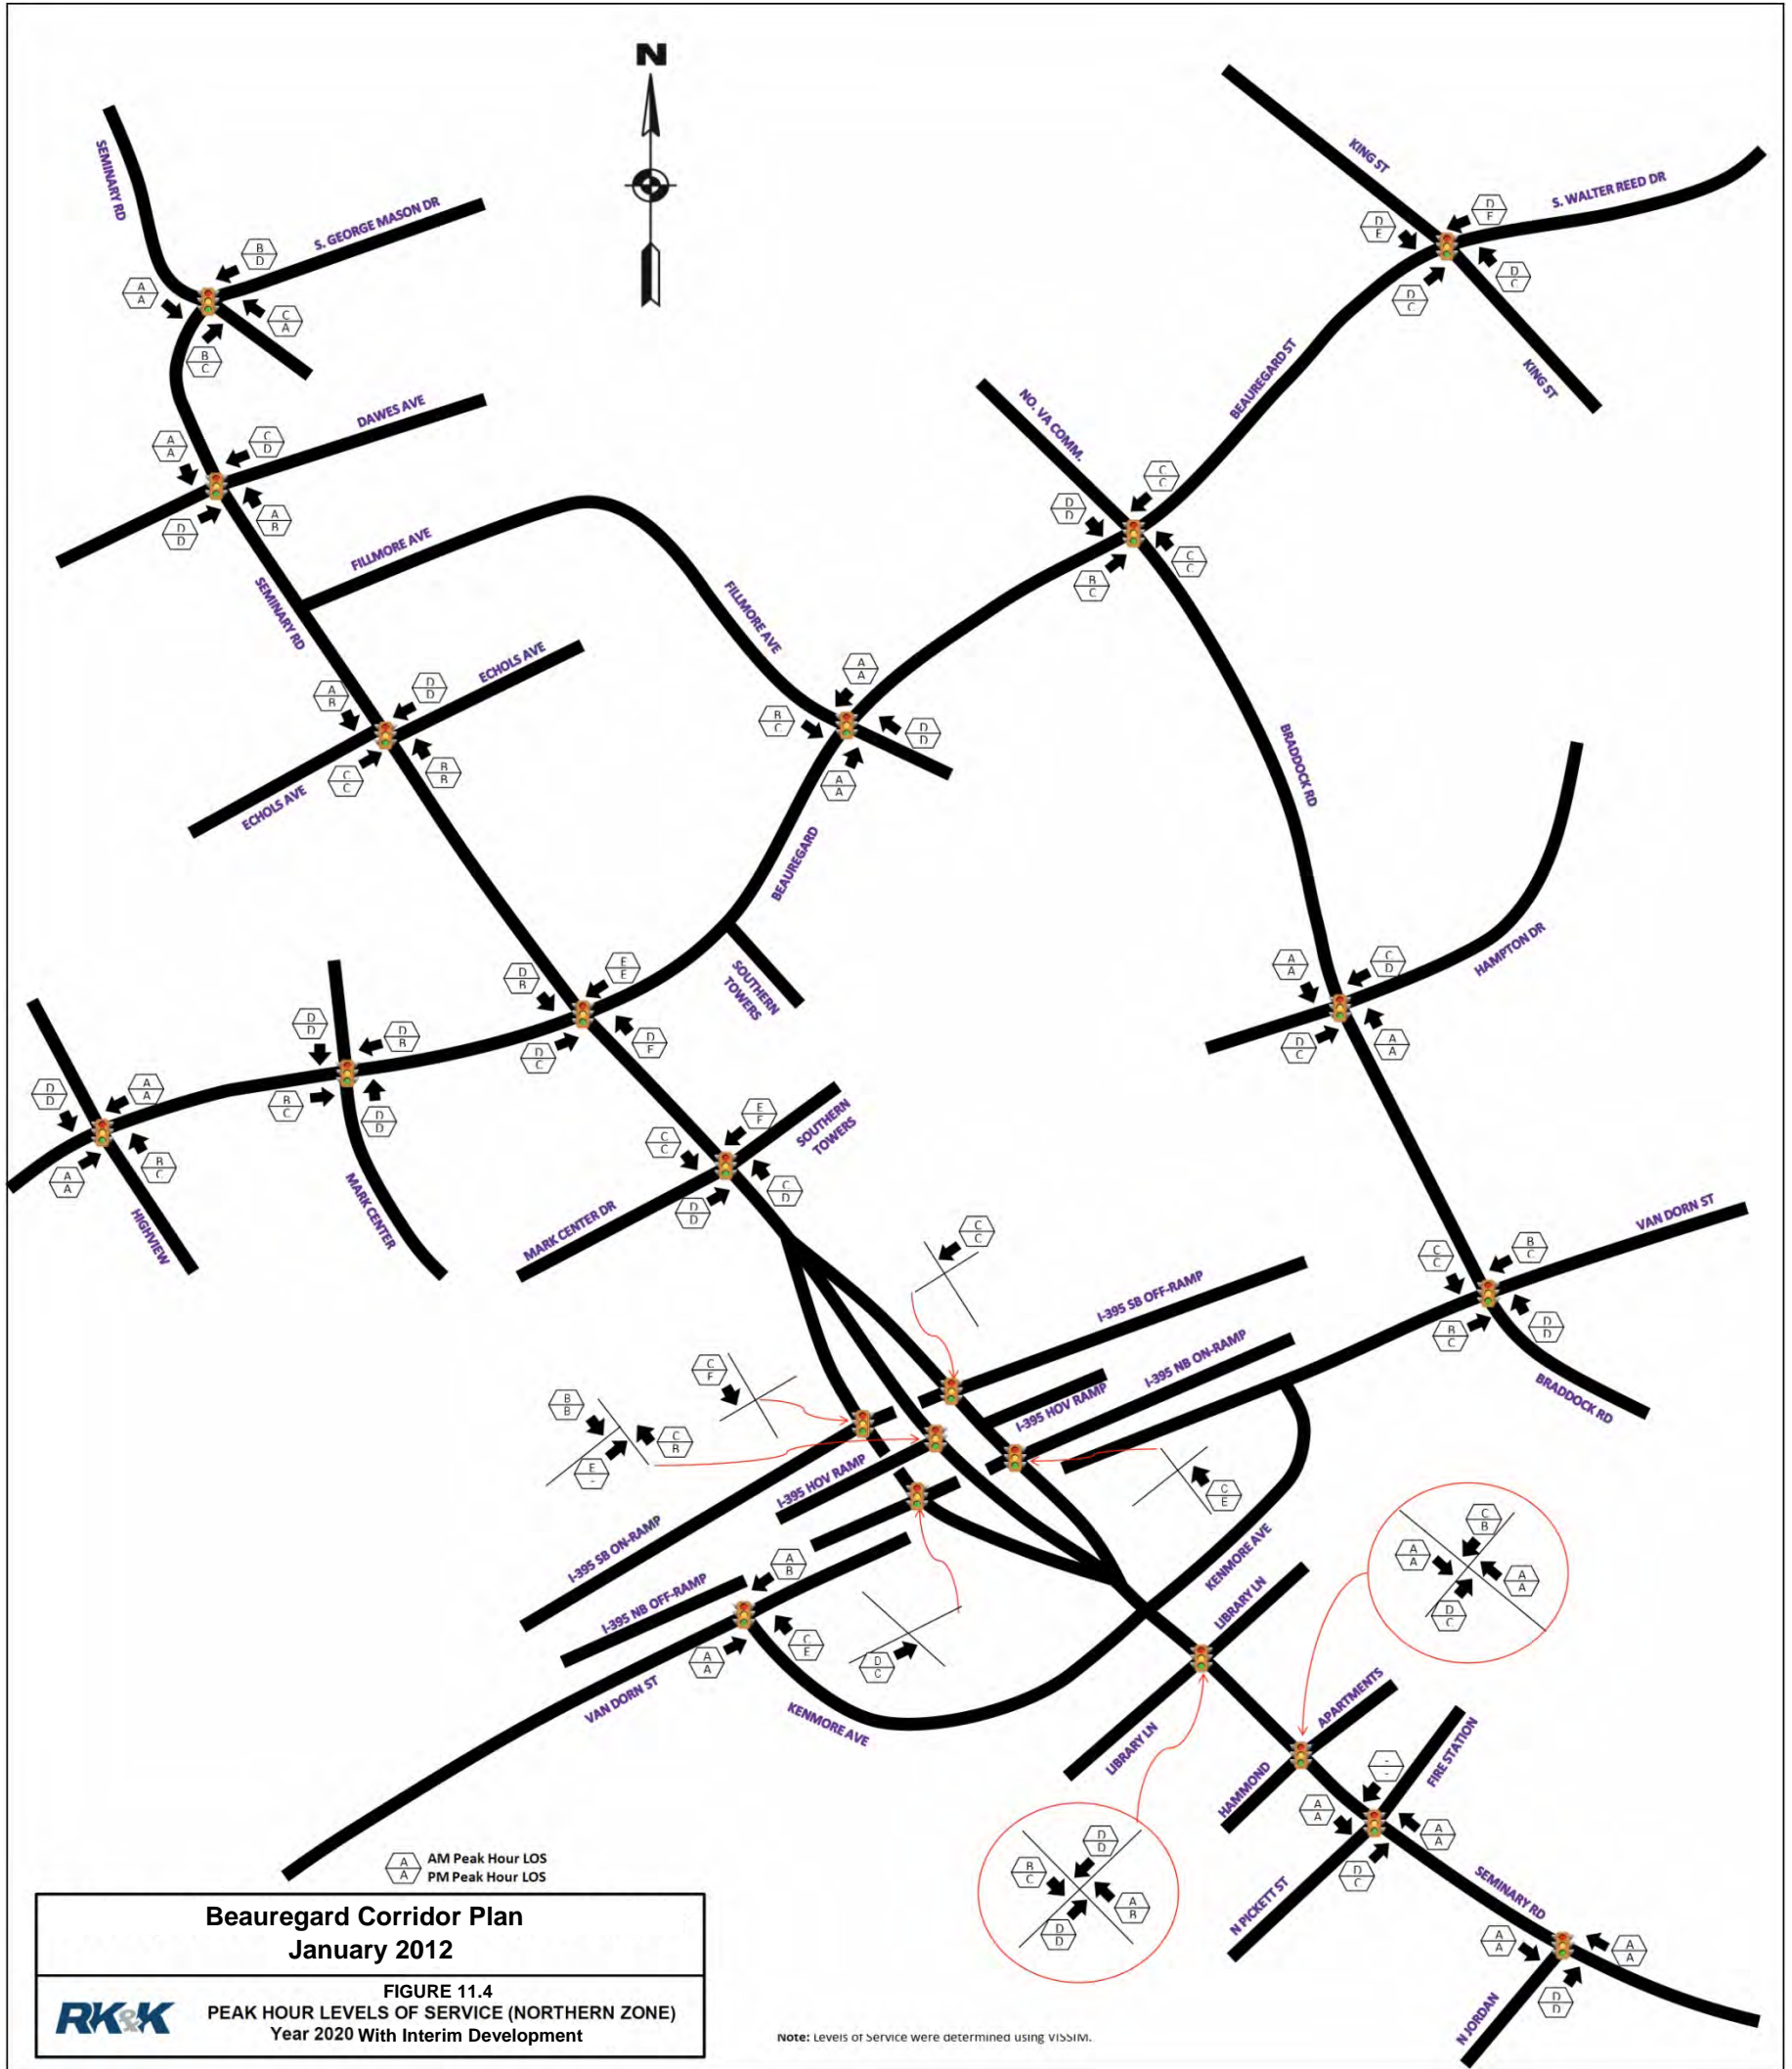 N
SEMINARY RD
S. GEORGE MASON DR
B
D
A
A
C
A
B
C
KING ST
S. WALTER REED DR
D
F
D
E
D
C
D
C
KING ST
BEAUREGARD ST
DAWES AVE
A
A
C
D
D
D
A
NO. VA COMM.
C
C
D
D
C
C
C
FILLMORE AVE
FILLMORE AVE
SEMINARY RD
ECHOLS AVE
A
D
D
C
C
ECHOLS AVE
A
A
C
D
D
A
A
BEAUREGARD
BRADDOCK RD
HAMPTON DR
A
A
C
D
D
C
A
A
SOUTHERN
TOWERS
D
E
E
D
C
D
F
D
D
D
C
D
D
MARK CENTER
D
D
A
A
A
A
C
HIGHVIEW
E
F
C
C
C
D
D
D
SOUTHERN
TOWERS
MARK CENTER DR
VAN DORN ST
C
C
B
C
C
D
D
BRADDOCK RD
C
C
I-395 SB OFF-RAMP
I-395 NB ON-RAMP
I-395 HOV RAMP
C
F
B
B
C
E
-
C
E
I-395 HOV RAMP
I-395 SB ON-RAMP
I-395 NB OFF-RAMP
A
B
C
E
A
A
D
C
VAN DORN ST
KENMORE AVE
KENMORE AVE
LIBRARY LN
LIBRARY LN
C
B
A
A
A
A
D
C
APARTMENTS
HAMMOND
FIRE STATION
-
-
A
A
A
A
D
C
N PICKETT ST
SEMINARY RD
D
D
C
A
D
D
A
A
A
A
D
D
N JORDAN
A AM Peak Hour LOS
A PM Peak Hour LOS
Beauregard Corridor Plan
January 2012
FIGURE 11.4
RK&K
PEAK HOUR LEVELS OF SERVICE (NORTHERN ZONE)
Year 2020 With Interim Development
Note: Levels of Service were determined using VISSIM.